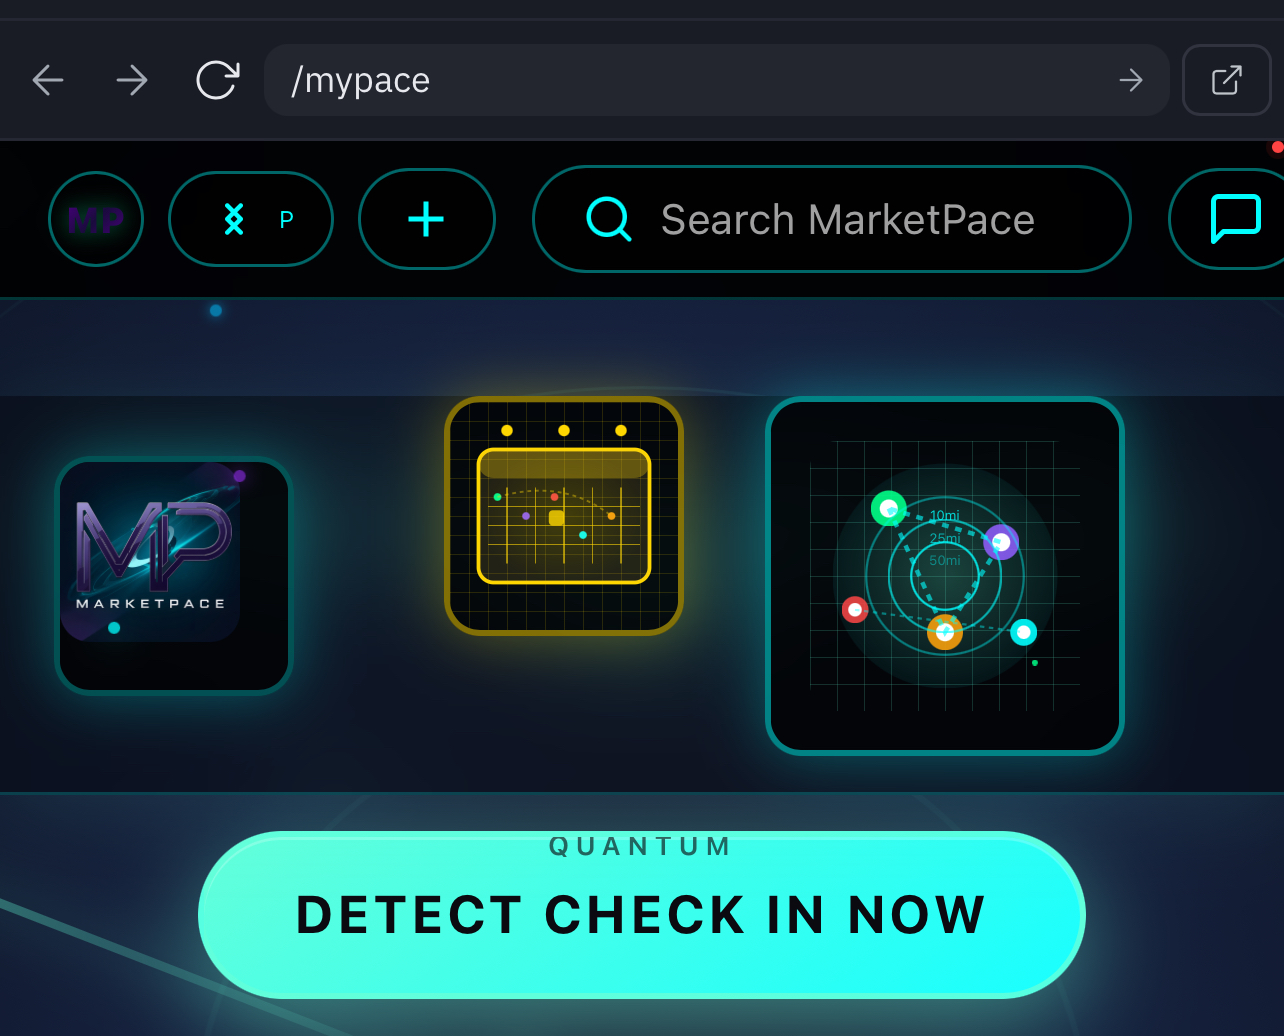 /mypace
MP
P
Search MarketPace
MP
MARKETPACE
10mi
25mi
50mi
QUANTUM
DETECT CHECK IN NOW